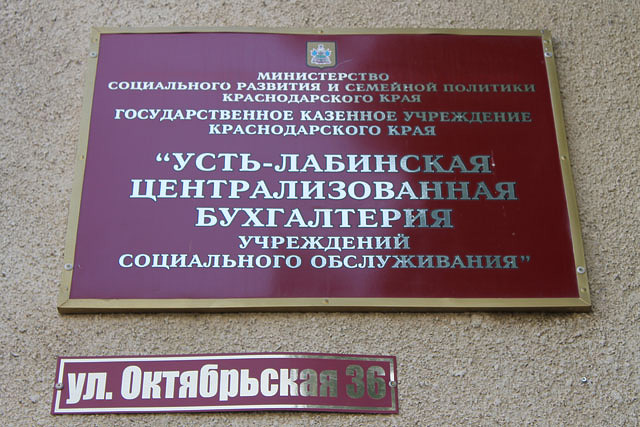 МИНИСТЕРСТВО
СОЦИАЛЬНОГО РАЗВИТИЯ И СЕМЕЙНОЙ ПОЛИТИКИ
КРАСНОДАРСКОГО КРАЯ
ГОСУДАРСТВЕННОЕ КАЗЕННОЕ УЧРЕЖДЕНИЕ
КРАСНОДАРСКОГО КРАЯ
“УСТЬ-ЛАБИНСКАЯ
ЦЕНТРАЛИЗОВАННАЯ
БУХГАЛТЕРИЯ
УЧРЕЖДЕНИЙ
СОЦИАЛЬНОГО ОБСЛУЖИВАНИЯ”
ул. Октябрьская 36